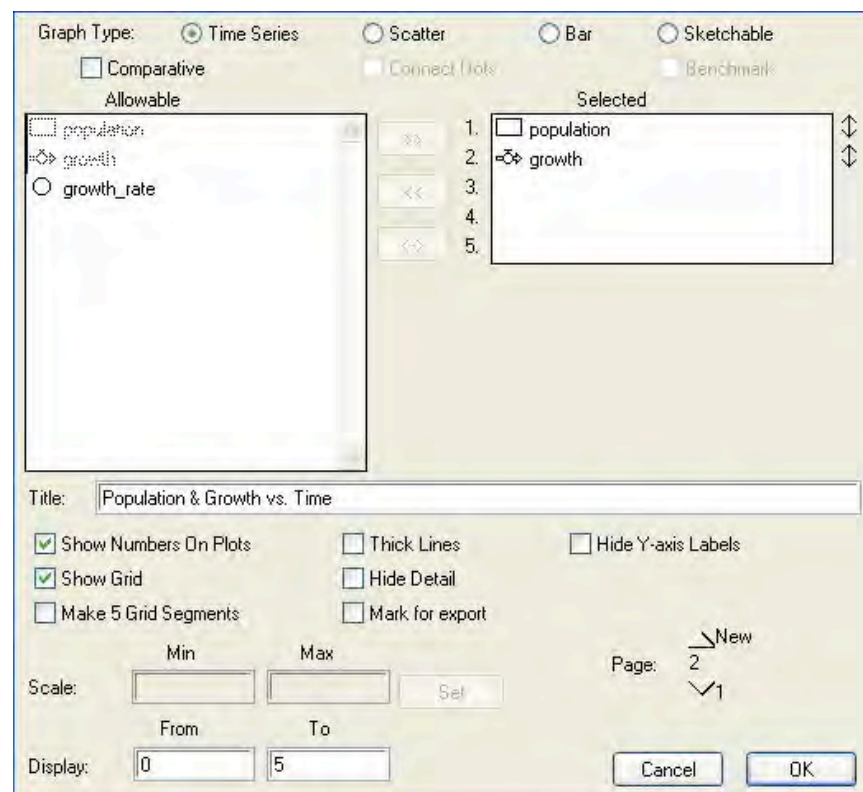 Graph Type: Time Series Scatter Bar Sketchable
Comparative Connect Dots Benchmark
Allowable Selected
population >> 1. population
growth 2. growth
growth_rate << 3.
4.
<-> 5.
Title: Population & Growth vs. Time
Show Numbers On Plots Thick Lines Hide Y-axis Labels
Show Grid Hide Detail
Make 5 Grid Segments Mark for export
Min Max New
Page: 2
Scale: Set 1
From To
Display: 0 5 Cancel OK